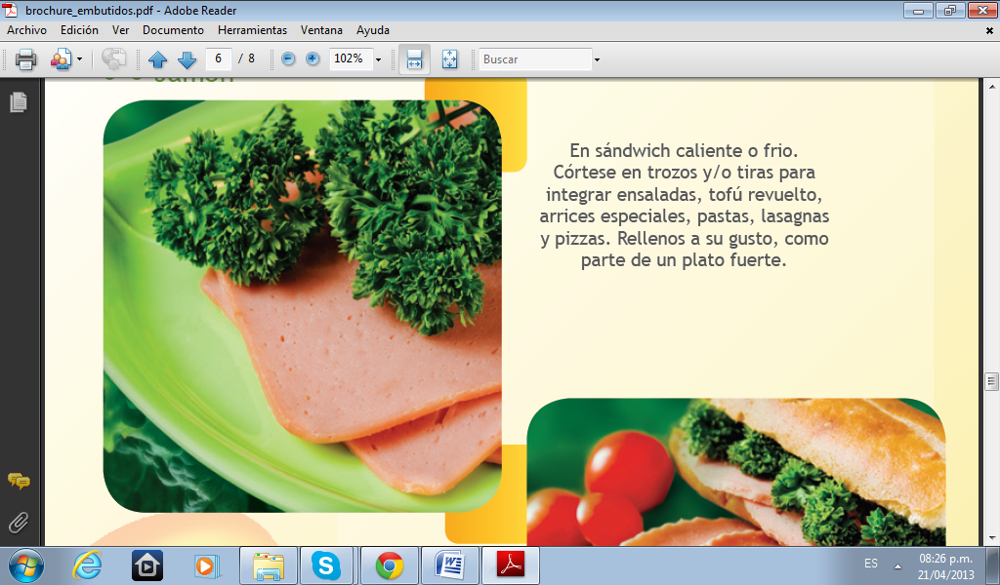 brochure_embutidos.pdf - Adobe Reader
Archivo Edición Ver Documento Herramientas Ventana Ayuda
6 / 8 102% Buscar
Jamón
En sándwich caliente o frio.
Córtese en trozos y/o tiras para
integrar ensaladas, tofú revuelto,
arrices especiales, pastas, lasagnas
y pizzas. Rellenos a su gusto, como
parte de un plato fuerte.
ES
08:26 p.m.
21/04/2013